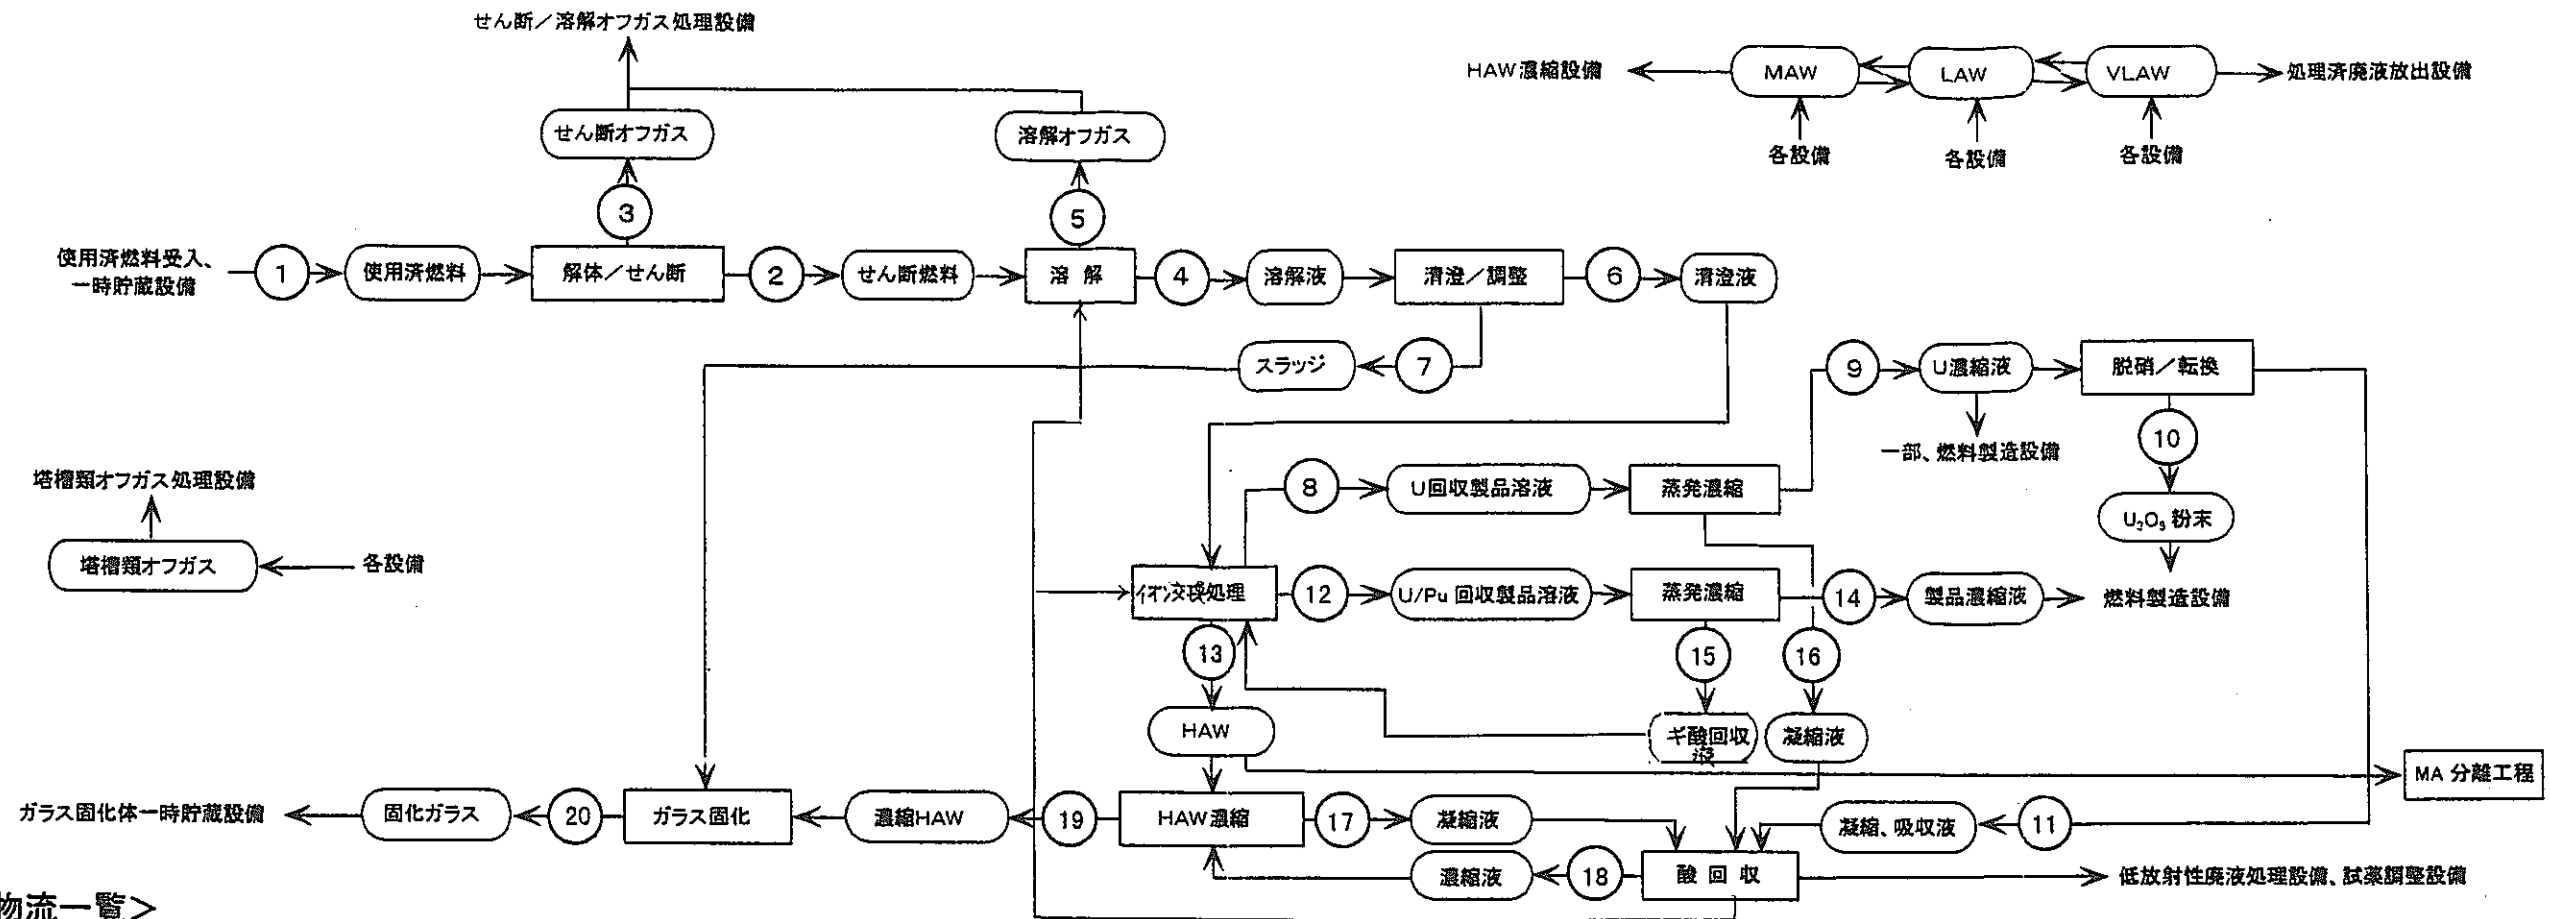 せん断／溶解オフガス処理設備
HAW濃縮設備
MAW
LAW
VLAW
処理済廃液放出設備
せん断オフガス
溶解オフガス
各設備
各設備
各設備
3
5
使用済燃料受入、
一時貯蔵設備
1
使用済燃料
解体／せん断
2
せん断燃料
溶 解
4
溶解液
清澄／調整
6
清澄液
スラッジ
7
9
U濃縮液
脱硝／転換
一部、燃料製造設備
10
塔槽類オフガス処理設備
8
U回収製品溶液
蒸発濃縮
U₂O₃ 粉末
塔槽類オフガス
各設備
イオン交換処理
12
U/Pu 回収製品溶液
蒸発濃縮
14
製品濃縮液
燃料製造設備
13
15
16
HAW
ギ酸回収
液
凝縮液
MA 分離工程
ガラス固化体一時貯蔵設備
固化ガラス
20
ガラス固化
濃縮HAW
19
HAW濃縮
17
凝縮液
凝縮、吸収液
11
濃縮液
18
酸 回 収
低放射性廃液処理設備、試薬調整設備
物流一覧＞